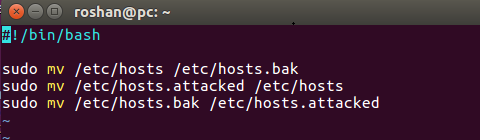 roshan@pc: ~
#!/bin/bash
sudo mv /etc/hosts /etc/hosts.bak
sudo mv /etc/hosts.attacked /etc/hosts
sudo mv /etc/hosts.bak /etc/hosts.attacked
~
~